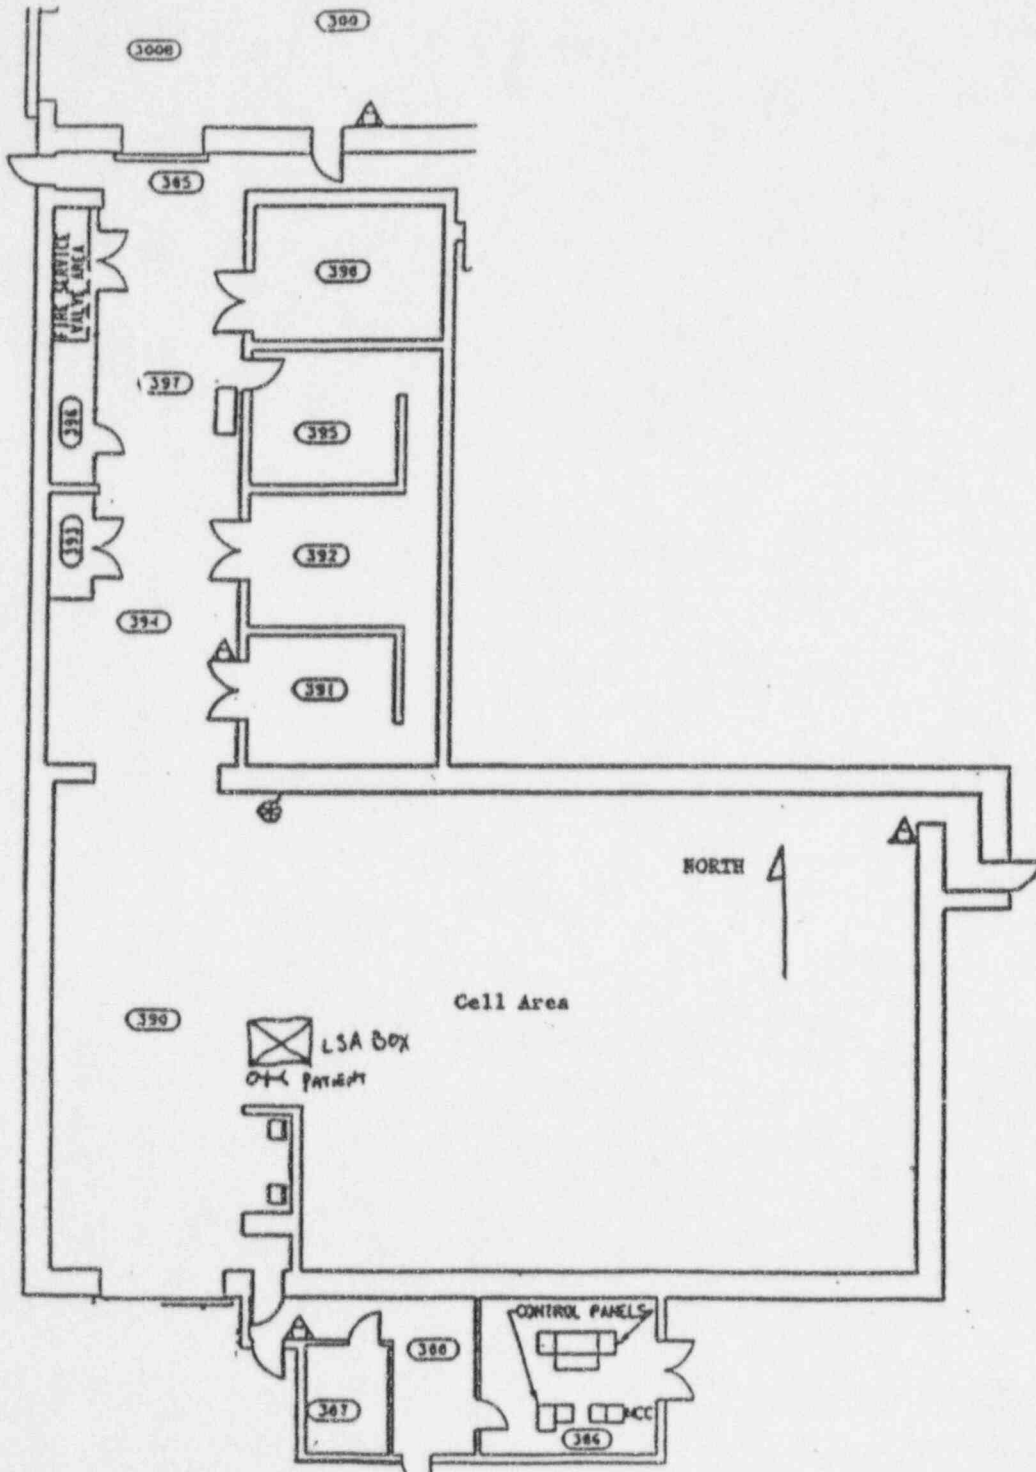 300B
300
385
398
FIRE SERVICE
VALVE AREA
397
396
395
393
392
394
391
NORTH
Cell Area
390
LSA BOX
PATIENT
CONTROL PANELS
388
387
MCC
386